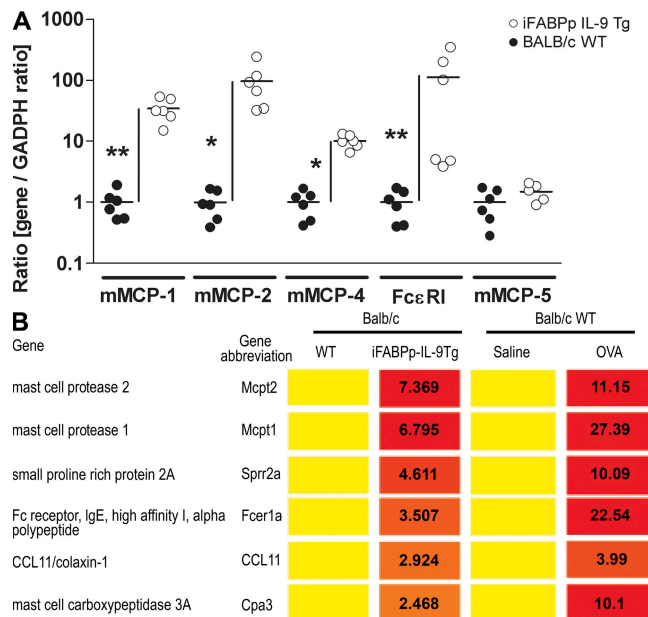 A
1000
100
10
1
0.1
Ratio [gene / GADPH ratio]
○ iFABPp IL-9 Tg
● BALB/c WT
** * * **
mMCP-1 mMCP-2 mMCP-4 FcεRI mMCP-5
B
Balb/c Balb/c WT
Gene Gene abbreviation WT iFABPp-IL-9Tg Saline OVA
mast cell protease 2 Mcpt2 7.369 11.15
mast cell protease 1 Mcpt1 6.795 27.39
small proline rich protein 2A Sprr2a 4.611 10.09
Fc receptor, IgE, high affinity I, alpha
polypeptide Fcer1a 3.507 22.54
CCL11/colaxin-1 CCL11 2.924 3.99
mast cell carboxypeptidase 3A Cpa3 2.468 10.1